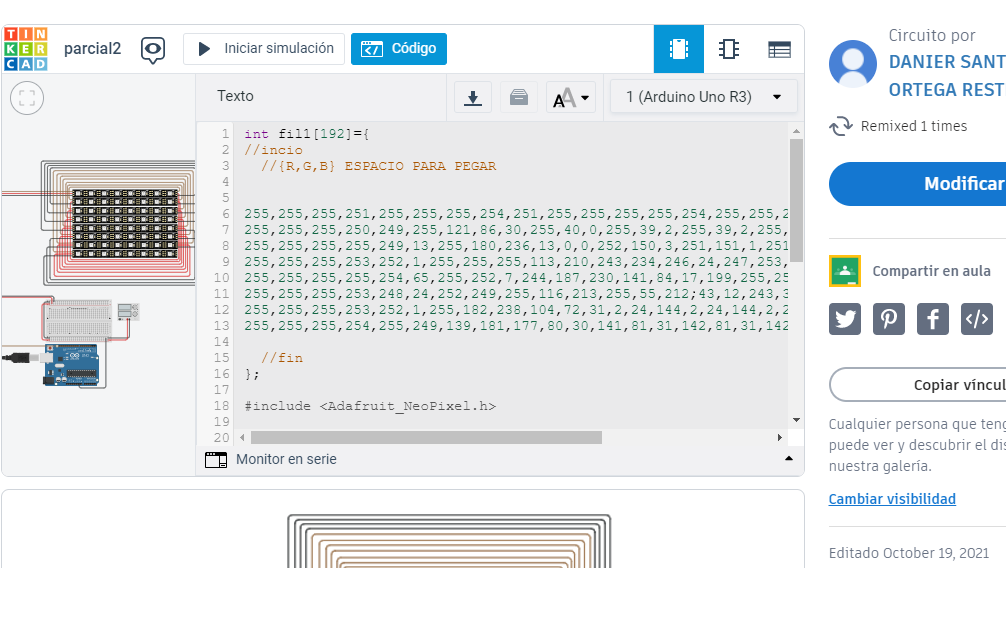 TIN
KER
CAD
parcial2
Iniciar simulación
Código
Texto
1 (Arduino Uno R3)
1 int fill[192]={
2 //incio
3 //{R,G,B} ESPACIO PARA PEGAR
4
5
6 255,255,255,251,255,255,255,254,251,255,255,255,255,254,255,255,2
7 255,255,255,250,249,255,121,86,30,255,40,0,255,39,2,255,39,2,255,
8 255,255,255,255,249,13,255,180,236,13,0,0,252,150,3,251,151,1,251
9 255,255,255,253,252,1,255,255,255,113,210,243,234,246,24,247,253,
10 255,255,255,255,254,65,255,252,7,244,187,230,141,84,17,199,255,25
11 255,255,255,253,248,24,252,249,255,116,213,255,55,212;43,12,243,3
12 255,255,255,253,252,1,255,182,238,104,72,31,2,24,144,2,24,144,2,2
13 255,255,255,254,255,249,139,181,177,80,30,141,81,31,142,81,31,142
14
15 //fin
16 };
17
18 #include <Adafruit_NeoPixel.h>
19
20
Monitor en serie
Circuito por
DANIER SANT
ORTEGA REST
Remixed 1 times
Modificar
Compartir en aula
Copiar víncul
Cualquier persona que teng
puede ver y descubrir el dis
nuestra galería.
Cambiar visibilidad
Editado October 19, 2021